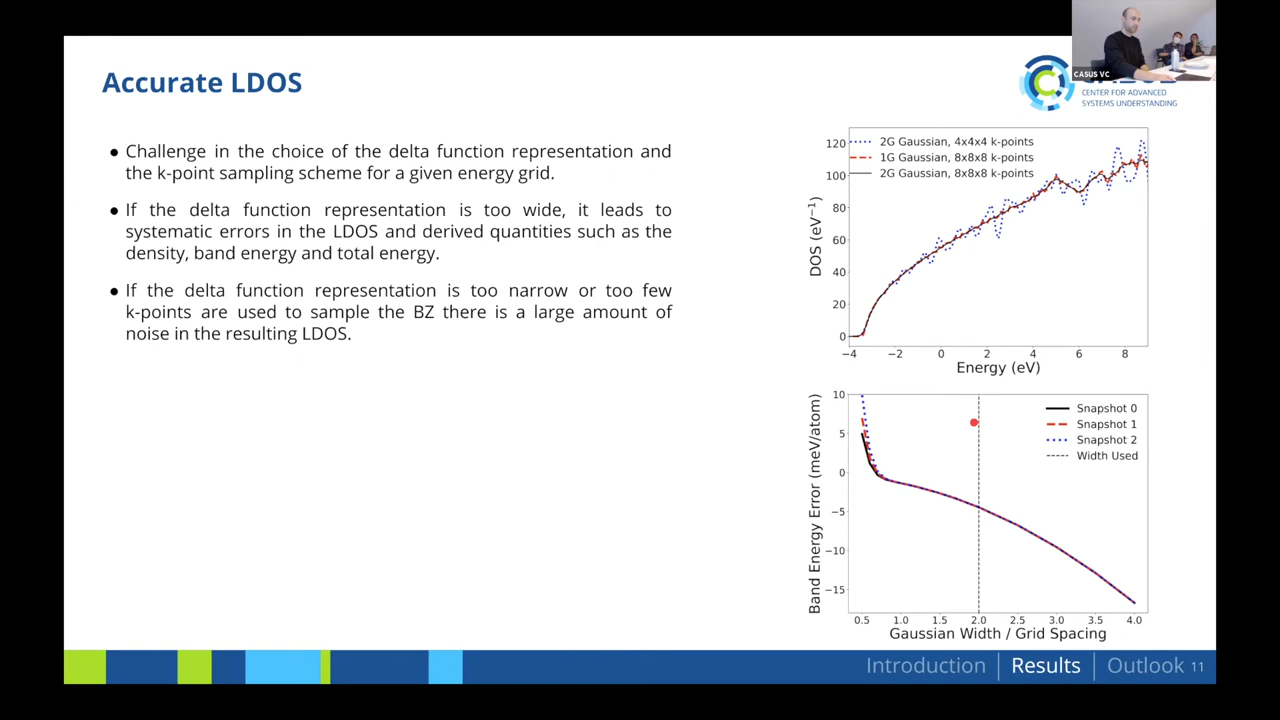 Accurate LDOS
CASUS VC
CENTER FOR ADVANCED
SYSTEMS UNDERSTANDING
● Challenge in the choice of the delta function representation and
the k-point sampling scheme for a given energy grid.
● If the delta function representation is too wide, it leads to
systematic errors in the LDOS and derived quantities such as the
density, band energy and total energy.
● If the delta function representation is too narrow or too few
k-points are used to sample the BZ there is a large amount of
noise in the resulting LDOS.
2G Gaussian, 4x4x4 k-points
1G Gaussian, 8x8x8 k-points
2G Gaussian, 8x8x8 k-points
DOS (eV⁻¹)
120
100
80
60
40
20
0
−4 −2 0 2 4 6 8
Energy (eV)
Snapshot 0
Snapshot 1
Snapshot 2
Width Used
Band Energy Error (meV/atom)
10
5
0
−5
−10
−15
0.5 1.0 1.5 2.0 2.5 3.0 3.5 4.0
Gaussian Width / Grid Spacing
Introduction | Results | Outlook 11